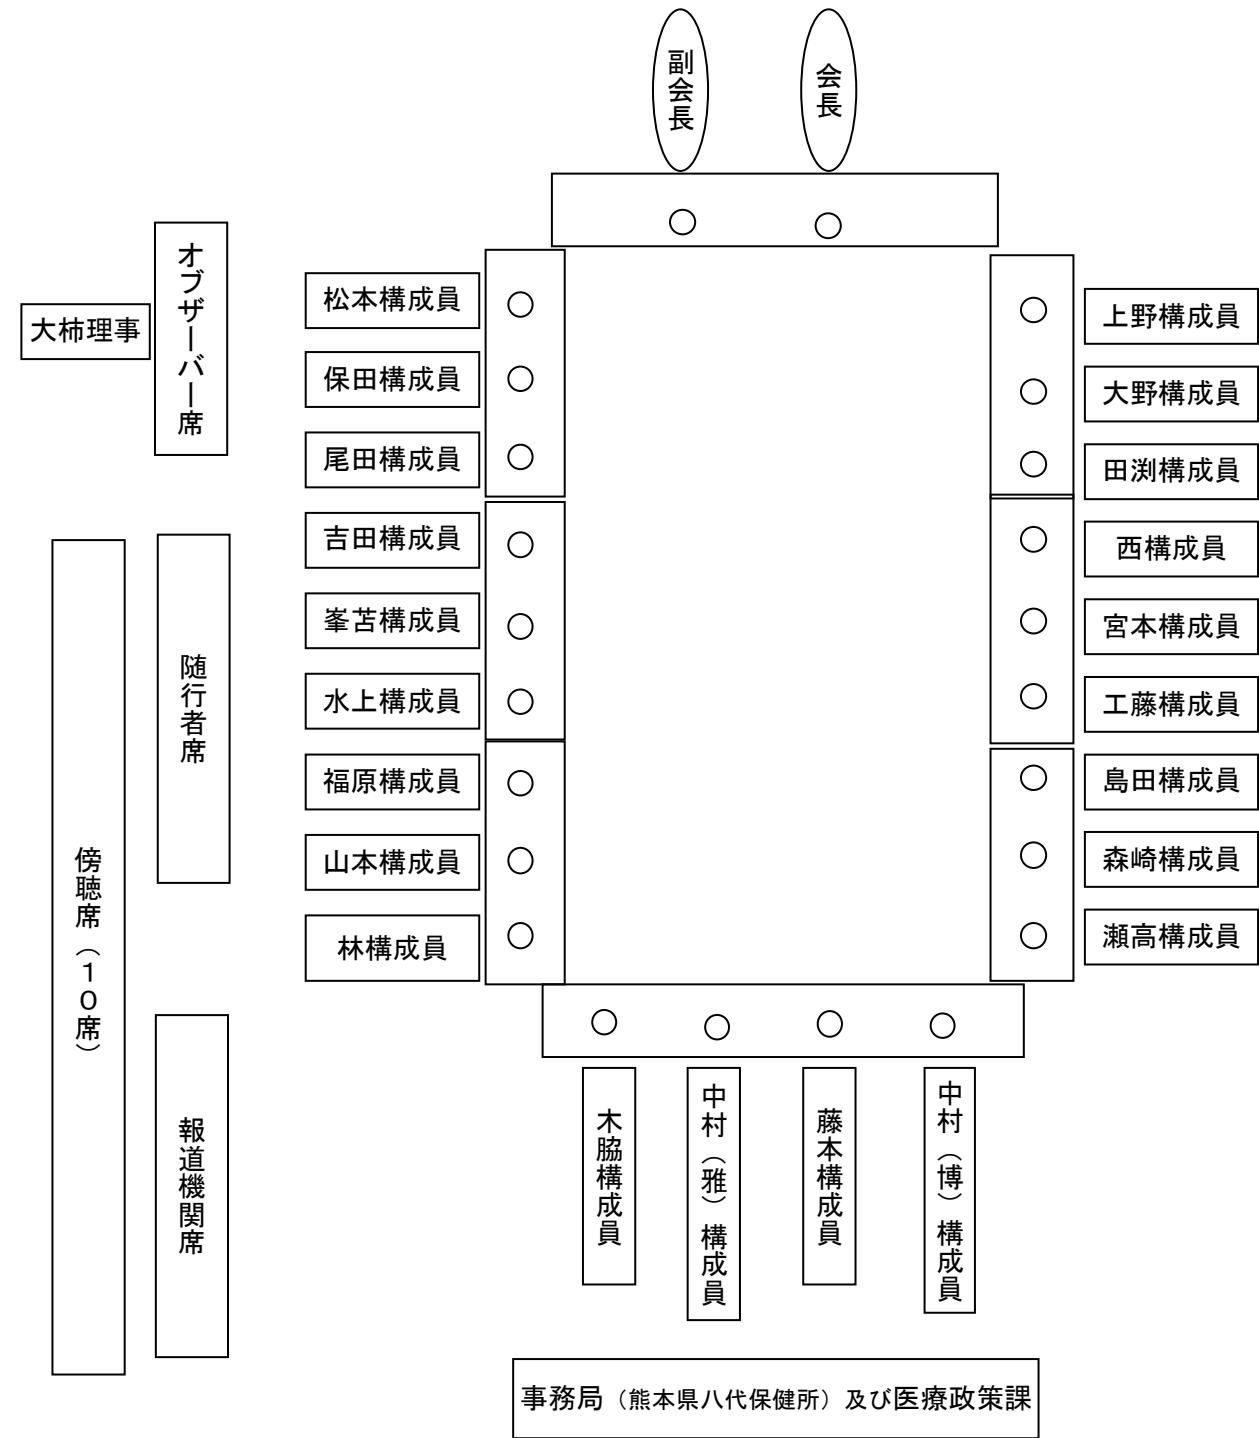 副会長
会長
オブザーバー席
大柿理事
松本構成員
保田構成員
尾田構成員
吉田構成員
峯苫構成員
水上構成員
福原構成員
山本構成員
林構成員
上野構成員
大野構成員
田渕構成員
西構成員
宮本構成員
工藤構成員
島田構成員
森崎構成員
瀬高構成員
随行者席
傍聴席（１０席）
報道機関席
木脇構成員
中村（雅）構成員
藤本構成員
中村（博）構成員
事務局（熊本県八代保健所）及び医療政策課